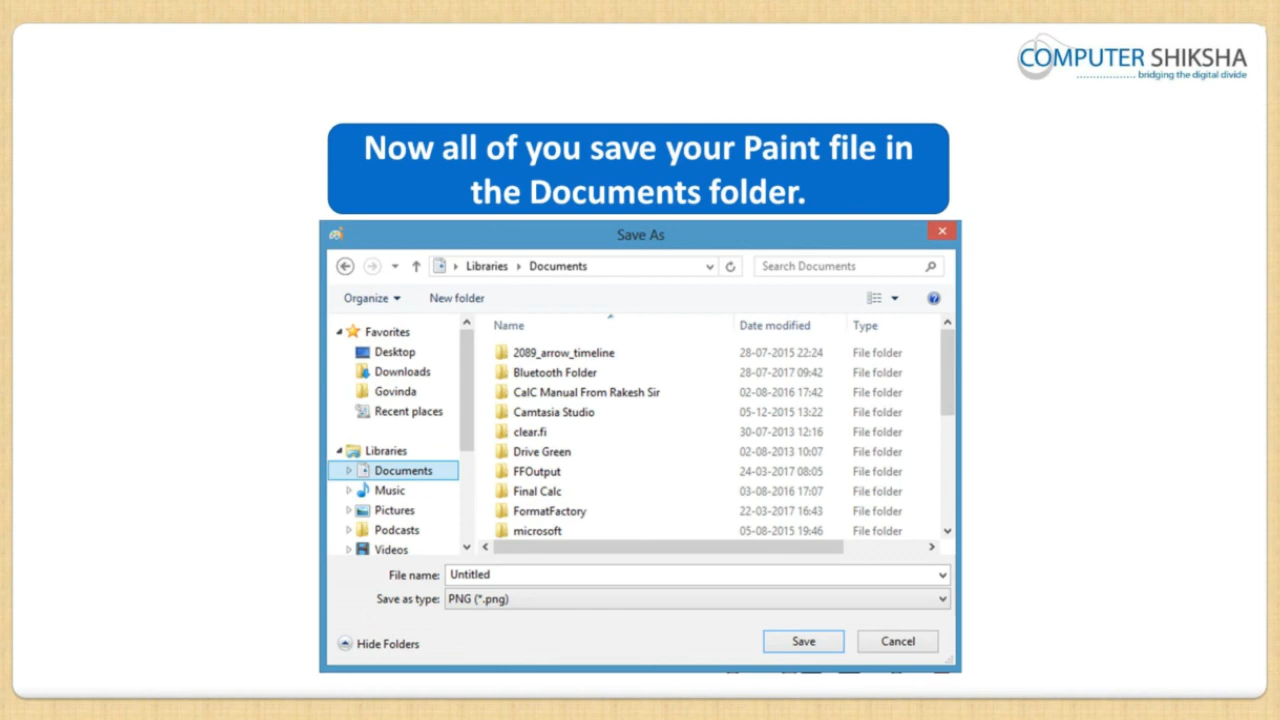 COMPUTER SHIKSHA
bridging the digital divide
Now all of you save your Paint file in
the Documents folder.
Save As
Libraries Documents
Search Documents
Organize New folder
Name Date modified Type
Favorites
Desktop
Downloads
Govinda
Recent places
Libraries
Documents
Music
Pictures
Podcasts
Videos
2089_arrow_timeline 28-07-2015 22:24 File folder
Bluetooth Folder 28-07-2017 09:42 File folder
CalC Manual From Rakesh Sir 02-08-2016 17:42 File folder
Camtasia Studio 05-12-2015 13:22 File folder
clear.fi 30-07-2013 12:16 File folder
Drive Green 02-08-2013 10:07 File folder
FFOutput 24-03-2017 08:05 File folder
Final Calc 03-08-2016 17:07 File folder
FormatFactory 22-03-2017 16:43 File folder
microsoft 05-08-2015 19:46 File folder
File name: Untitled
Save as type: PNG (*.png)
Hide Folders
Save Cancel